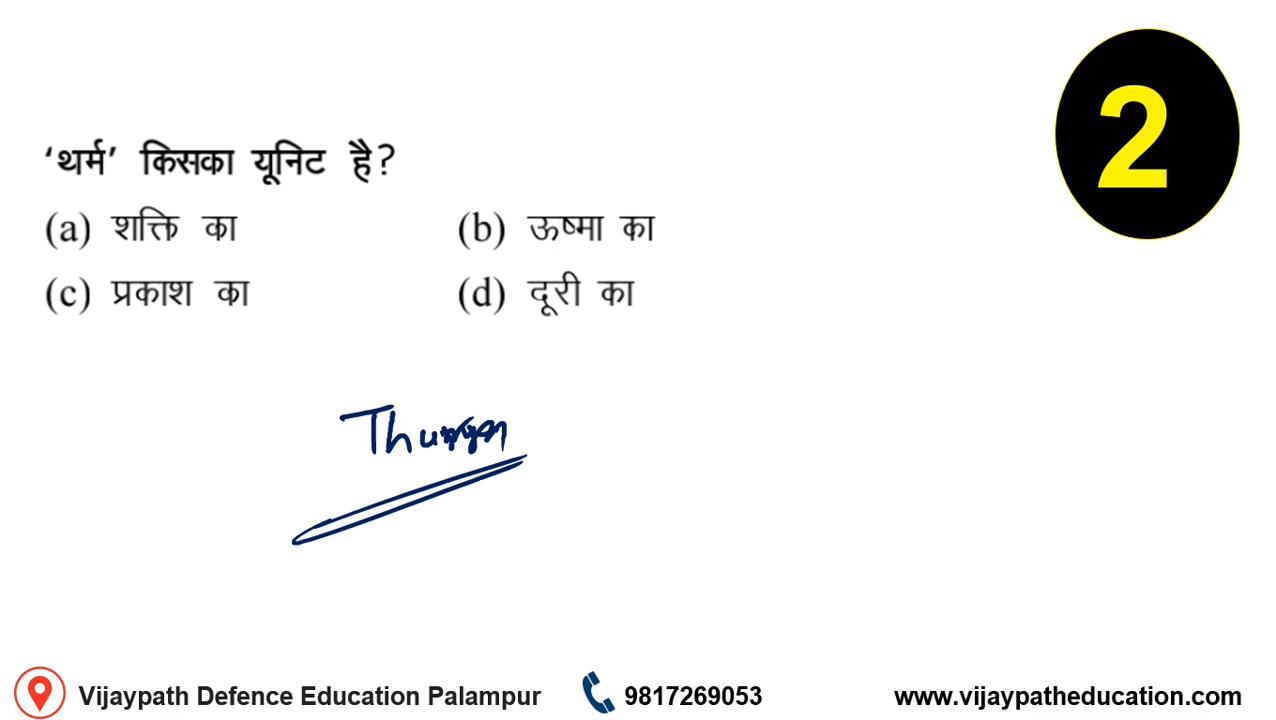 2
‘थर्म’ किसका यूनिट है?
(a) शक्ति का (b) ऊष्मा का
(c) प्रकाश का (d) दूरी का
Vijaypath Defence Education Palampur 9817269053 www.vijaypatheducation.com